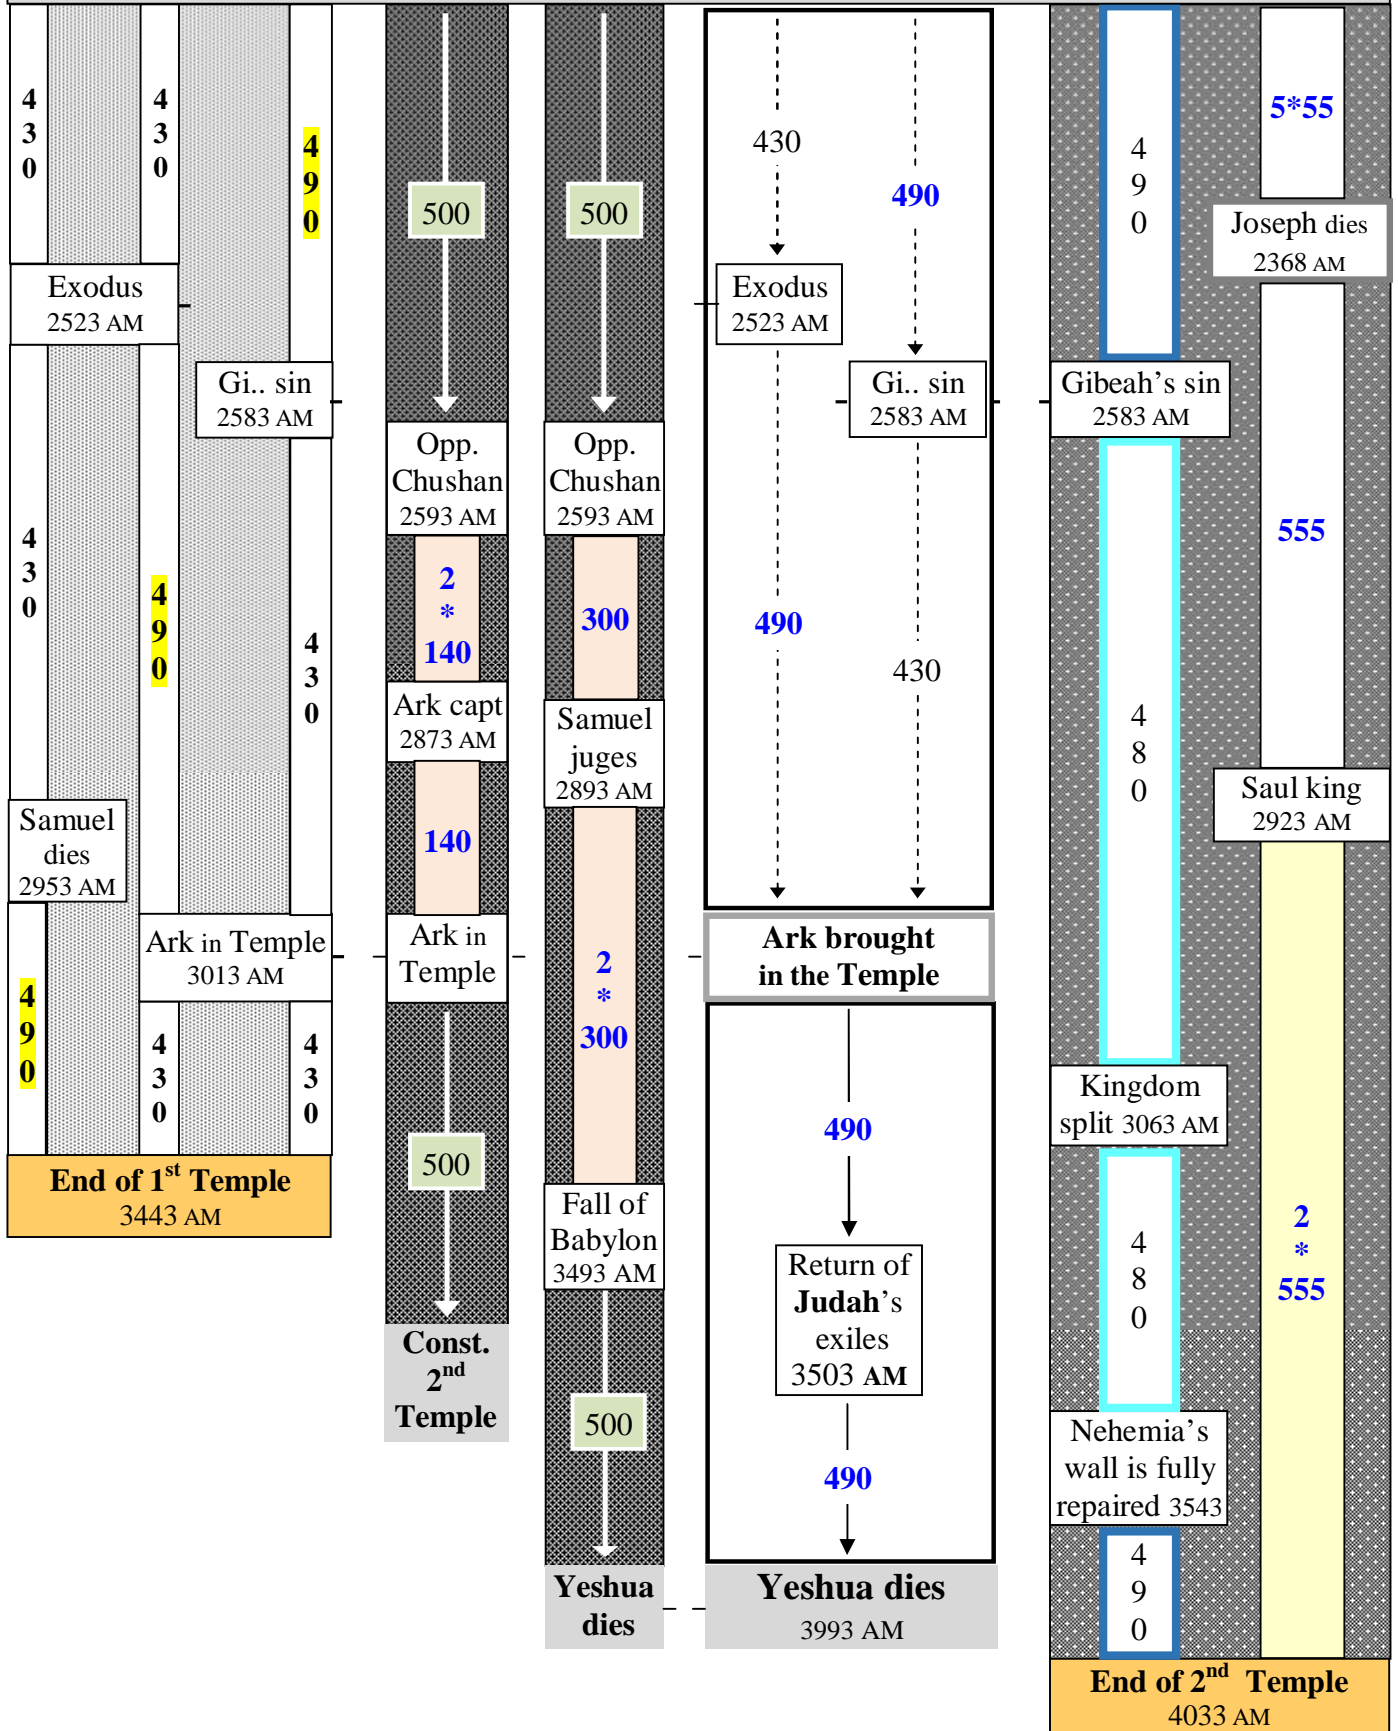 4
3
0
Exodus
2523 AM
4
3
0
Samuel
dies
2953 AM
4
9
0
4
3
0
4
9
0
Ark in Temple
3013 AM
4
3
0
4
9
0
Gi.. sin
2583 AM
4
3
0
4
3
0
End of 1st Temple
3443 AM
500
Opp.
Chushan
2593 AM
2
*
140
Ark capt
2873 AM
140
Ark in
Temple
500
Const.
2nd
Temple
500
Opp.
Chushan
2593 AM
300
Samuel
juges
2893 AM
2
*
300
Fall of
Babylon
3493 AM
500
Yeshua
dies
430
Exodus
2523 AM
490
490
Gi.. sin
2583 AM
430
Ark brought
in the Temple
490
Return of
Judah’s
exiles
3503 AM
490
Yeshua dies
3993 AM
4
9
0
Gibeah’s sin
2583 AM
4
8
0
Kingdom
split 3063 AM
4
8
0
Nehemia’s
wall is fully
repaired 3543
4
9
0
5*55
Joseph dies
2368 AM
555
Saul king
2923 AM
2
*
555
End of 2nd Temple
4033 AM